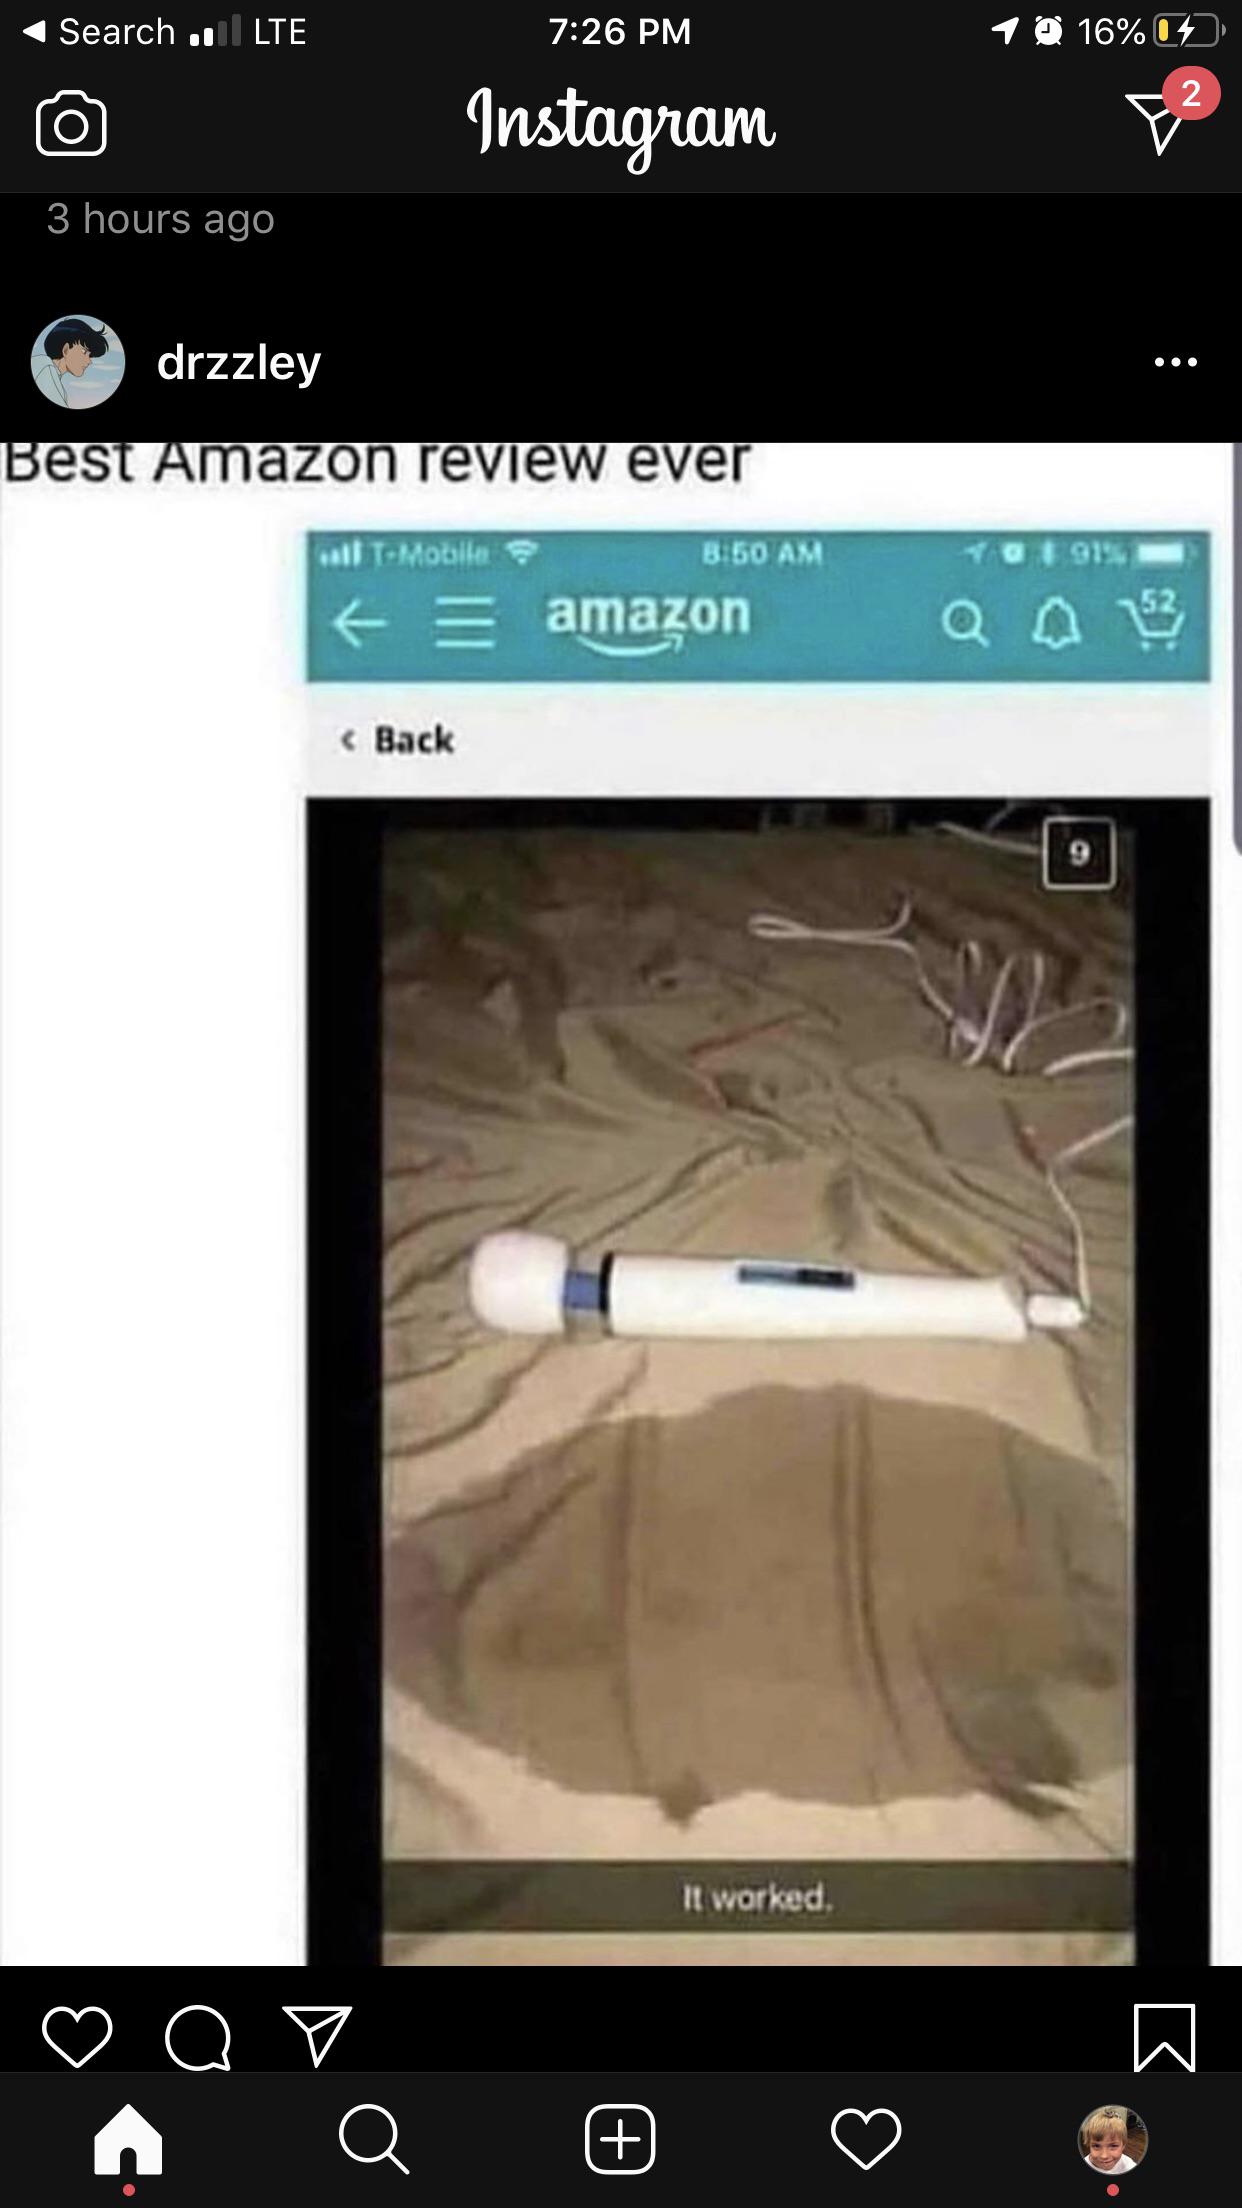 Search LTE 7:26 PM 16%
Instagram 2
3 hours ago
drzzley
Best Amazon review ever
T-Mobile 8:50 AM 91%
amazon 52
Back
9
It worked.